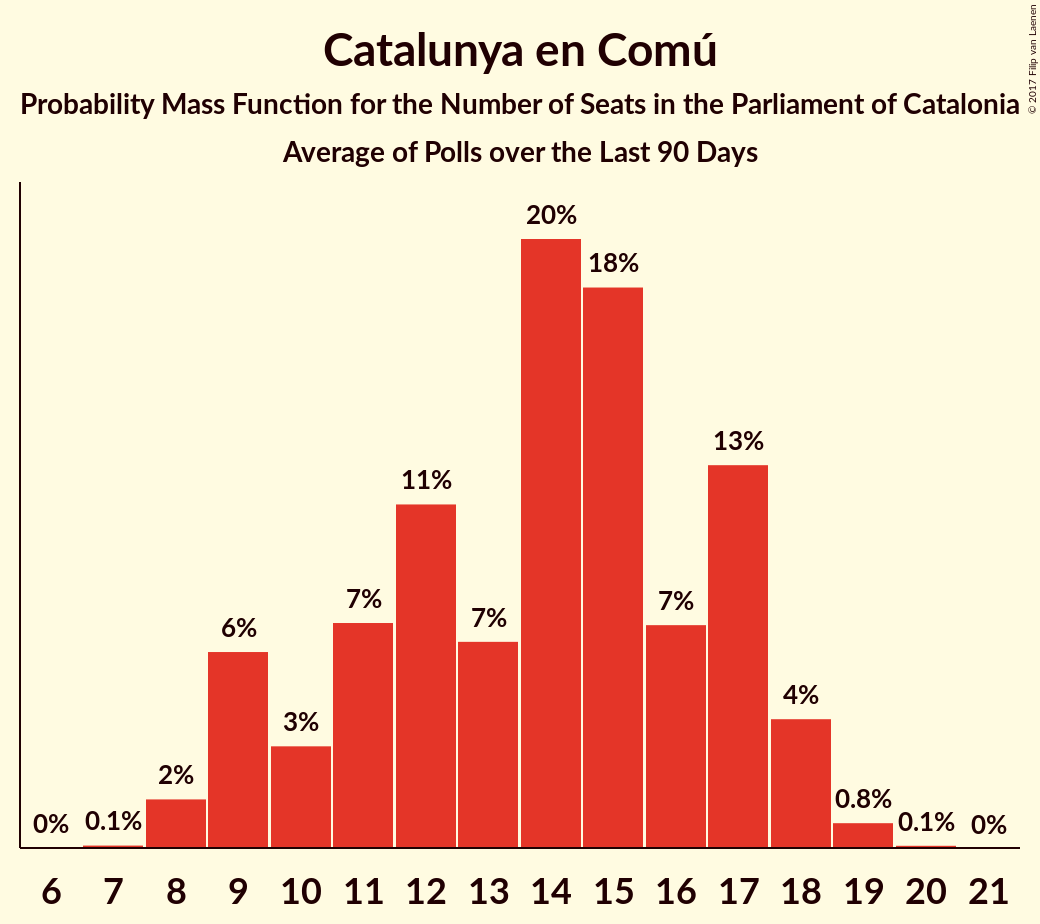 Catalunya en Comú
Probability Mass Function for the Number of Seats in the Parliament of Catalonia
Average of Polls over the Last 90 Days
© 2017 Filip van Laenen
0% 0.1% 2% 6% 3% 7% 11% 7% 20% 18% 7% 13% 4% 0.8% 0.1% 0%
6 7 8 9 10 11 12 13 14 15 16 17 18 19 20 21